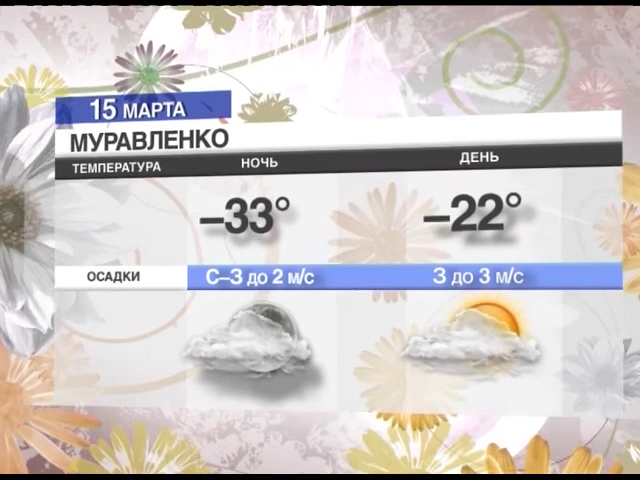 15 МАРТА
МУРАВЛЕНКО
ТЕМПЕРАТУРА НОЧЬ ДЕНЬ
–33° –22°
ОСАДКИ С–З до 2 м/с З до 3 м/с